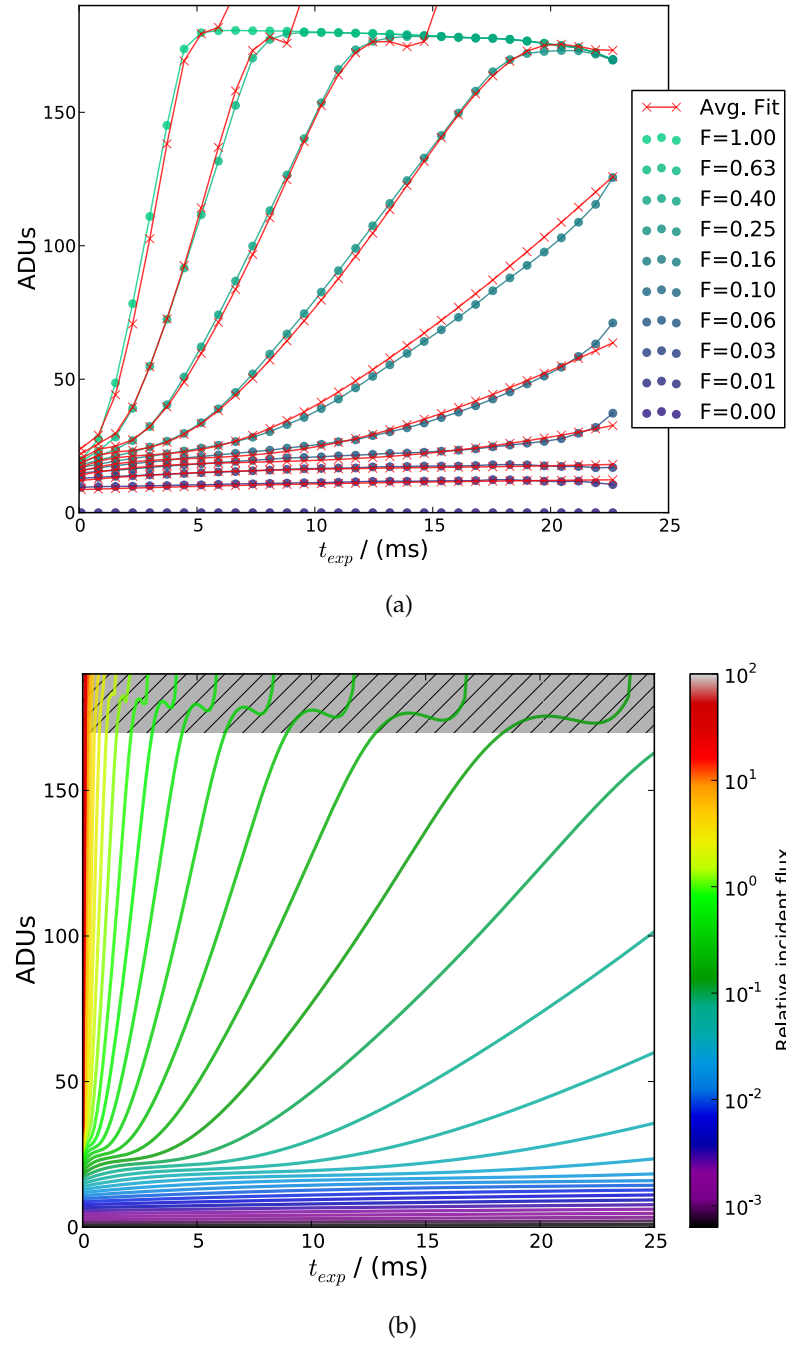 150
100
50
0
ADUs
0
5
10
15
20
25
t_exp / (ms)
Avg. Fit
F=1.00
F=0.63
F=0.40
F=0.25
F=0.16
F=0.10
F=0.06
F=0.03
F=0.01
F=0.00
(a)
150
100
50
0
ADUs
0
5
10
15
20
25
t_exp / (ms)
10^2
10^1
10^0
10^-1
10^-2
10^-3
Relative incident flux
(b)